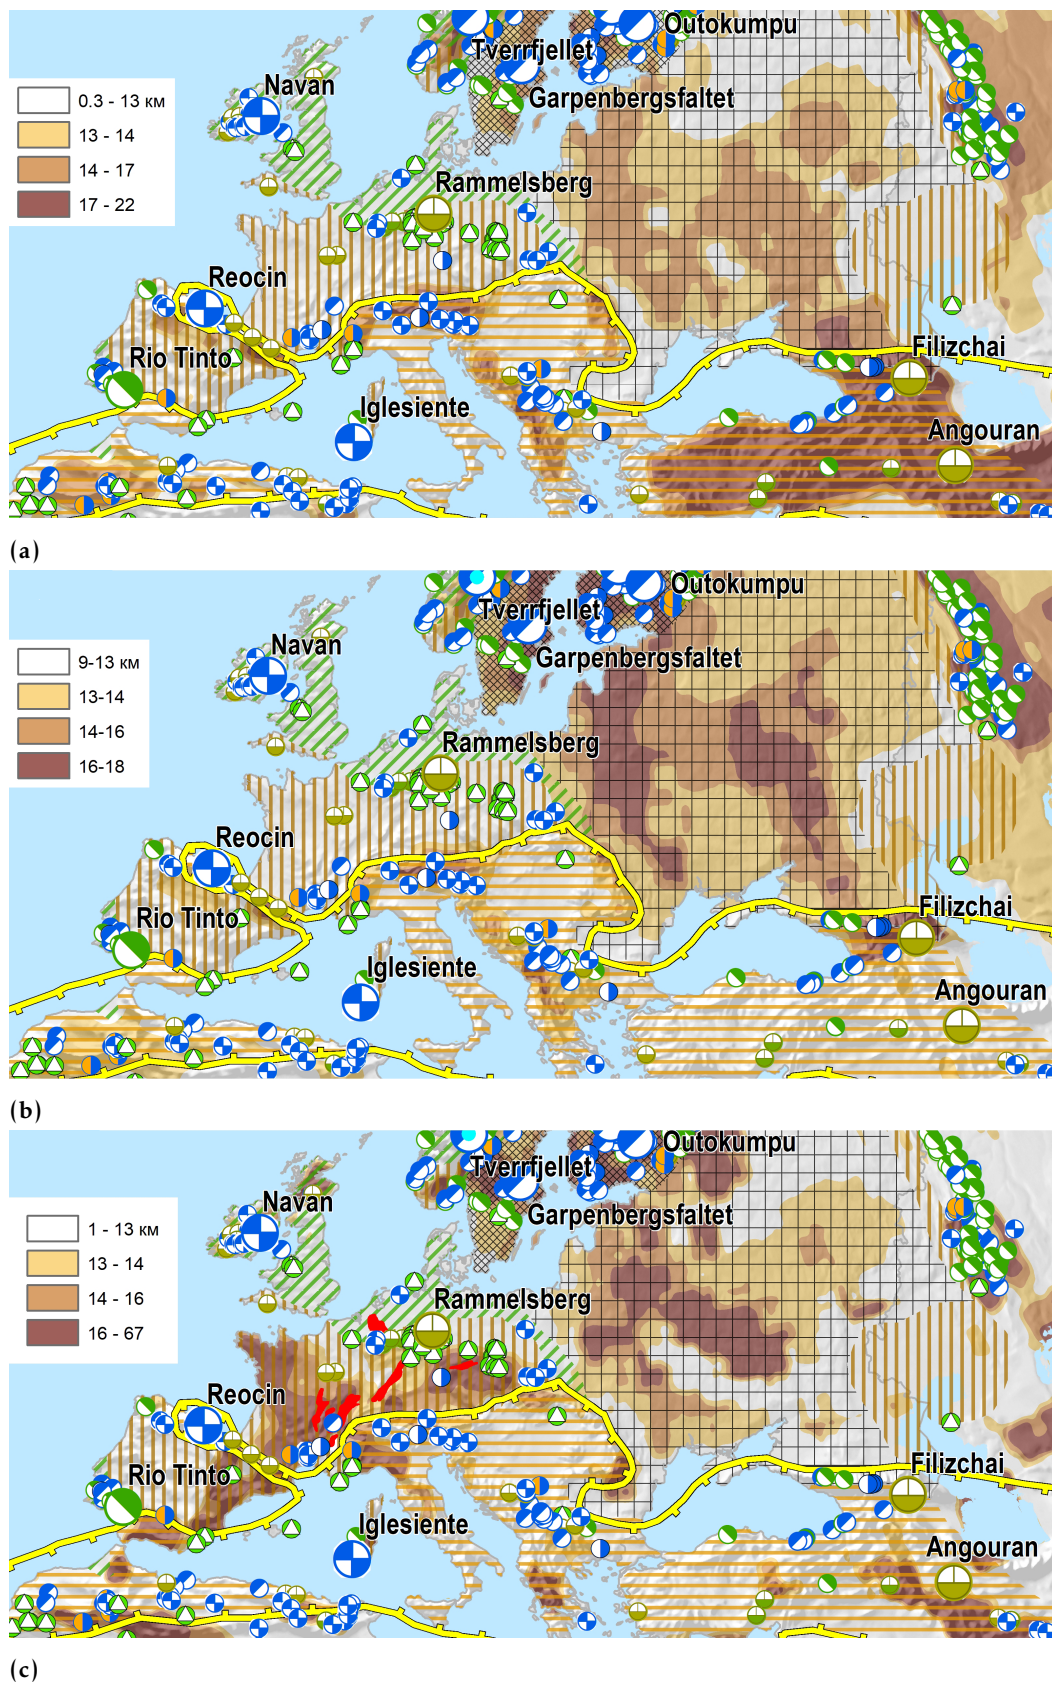 Outokumpu
Tverrfjellet
Navan
Garpenbergsfaltet
0.3 - 13 км
13 - 14
14 - 17
17 - 22
Rammelsberg
Reocin
Rio Tinto
Filizchai
Iglesiente
Angouran
(a)
Outokumpu
Tverrfjellet
Navan
Garpenbergsfaltet
9-13 км
13-14
14-16
16-18
Rammelsberg
Reocin
Rio Tinto
Filizchai
Iglesiente
Angouran
(b)
Outokumpu
Tverrfjellet
Navan
Garpenbergsfaltet
1 - 13 км
13 - 14
14 - 16
16 - 67
Rammelsberg
Reocin
Rio Tinto
Filizchai
Iglesiente
Angouran
(c)